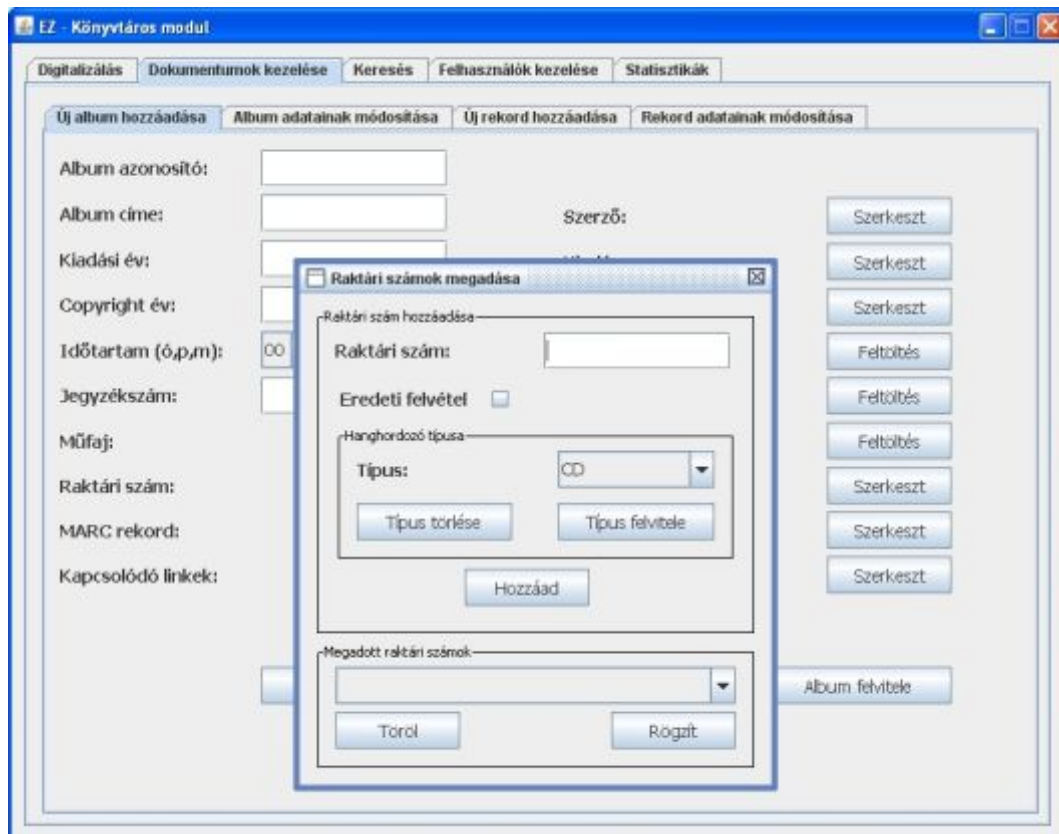 EZ - Könyvtáros modul
Digitalizálás Dokumentumok kezelése Keresés Felhasználók kezelése Statisztikák
Új album hozzáadása Album adatainak módosítása Új rekord hozzáadása Rekord adatainak módosítása
Album azonosító:
Album címe: Szerző: Szerkeszt
Kiadási év: Szerkeszt
Copyright év: Szerkeszt
Időtartam (ó,p,m): 00 Feltöltés
Jegyzékszám: Feltöltés
Műfaj: Feltöltés
Raktári szám: Szerkeszt
MARC rekord: Szerkeszt
Kapcsolódó linkek: Szerkeszt
Album felvitele
Raktári számok megadása
Raktári szám hozzáadása
Raktári szám:
Eredeti felvétel
Hanghordozó típusa
Típus: CD
Típus törlése Típus felvitele
Hozzáad
Megadott raktári számok
Töröl Rögzít